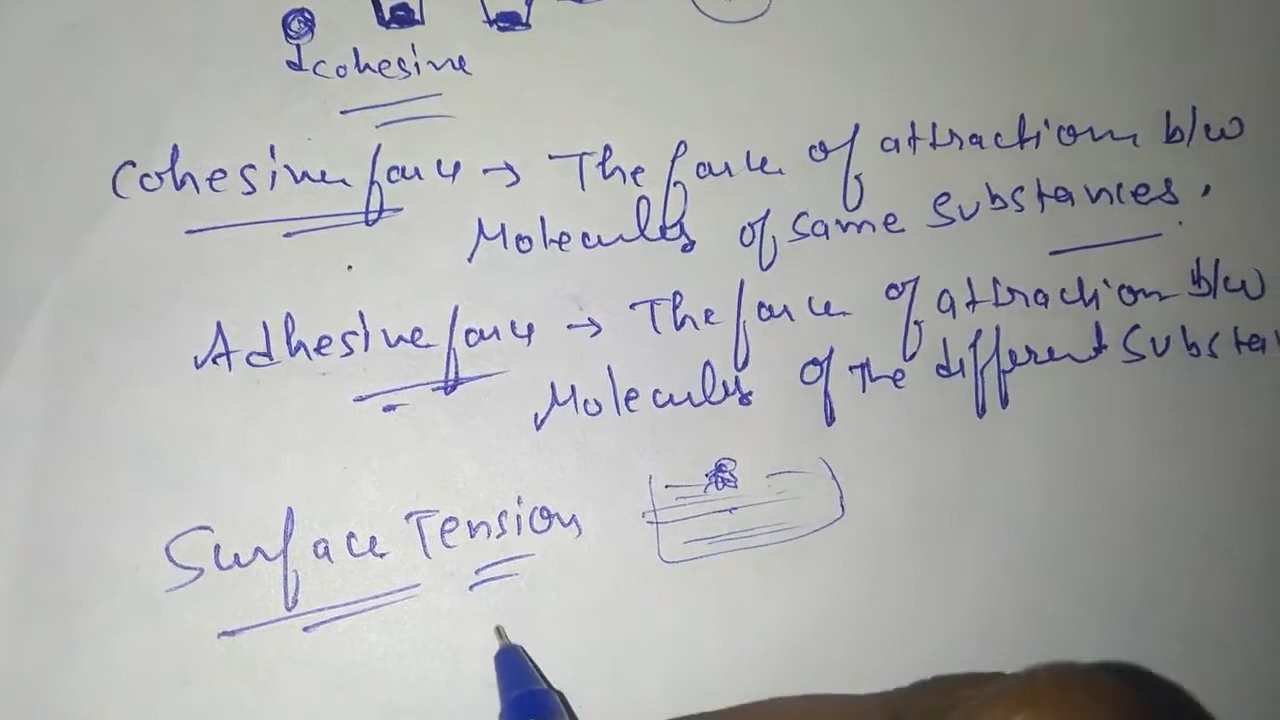 cohesive
Cohesive force → The force of attraction b/w
Molecules of same substances.
Adhesive force → The force of attraction b/w
Molecules of the different Substan
Surface Tension